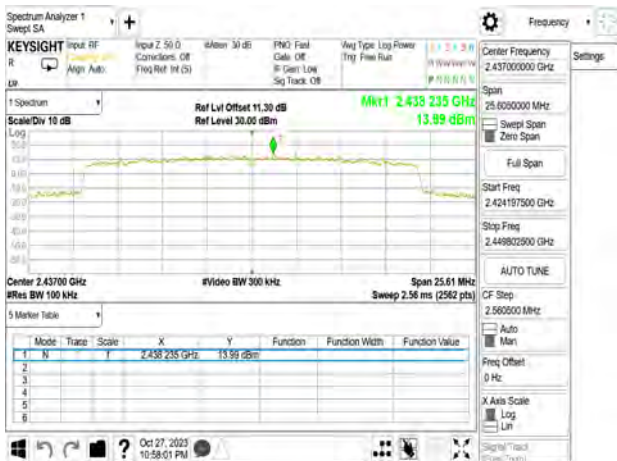 Spectrum Analyzer 1
Swept SA
+
Frequency
KEYSIGHT
Input: RF
Input Z: 50 Ω
#Atten: 30 dB
PNO: Fast
Avg Type: Log-Power
R
Align: Auto
Corrections: Off
Freq Ref: Int (S)
Gate: Off
IF Gain: Low
Sig Track: Off
Trig: Free Run
1 Spectrum
Scale/Div 10 dB
Ref Lvl Offset 11.30 dB
Ref Level 30.00 dBm
Mkr1 2.438 235 GHz
13.99 dBm
Log
Center 2.43700 GHz
#Res BW 100 kHz
#Video BW 300 kHz
Span 25.61 MHz
Sweep 2.56 ms (2562 pts)
5 Marker Table
Mode Trace Scale X Y Function Function Width Function Value
1 N f 2.438 235 GHz 13.99 dBm
2
3
4
5
6
Oct 27, 2023
10:58:01 PM
Center Frequency
2.437000000 GHz
Settings
Span
25.6050000 MHz
Swept Span
Zero Span
Full Span
Start Freq
2.424197500 GHz
Stop Freq
2.449802500 GHz
AUTO TUNE
CF Step
2.560500 MHz
Auto
Man
Freq Offset
0 Hz
X Axis Scale
Log
Lin
Signal Track